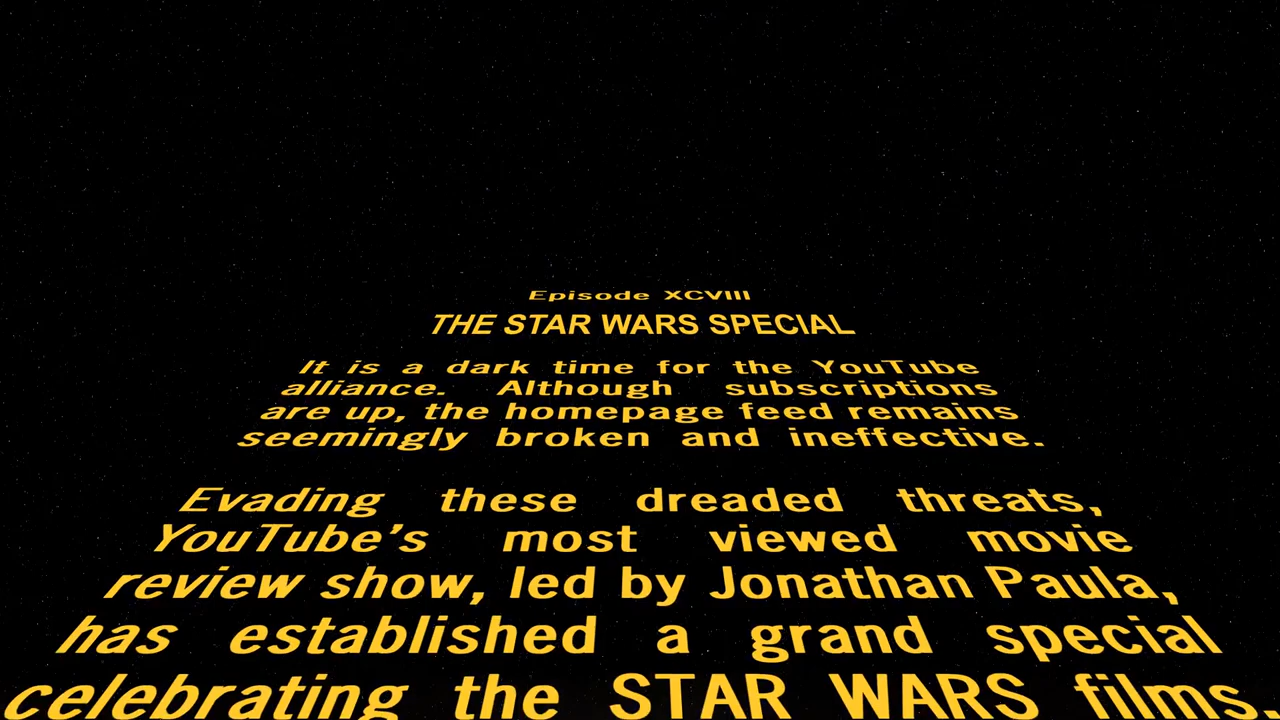 Episode XCVIII
THE STAR WARS SPECIAL
It is a dark time for the YouTube
alliance. Although subscriptions
are up, the homepage feed remains
seemingly broken and ineffective.
Evading these dreaded threats,
YouTube's most viewed movie
review show, led by Jonathan Paula,
has established a grand special
celebrating the STAR WARS films.